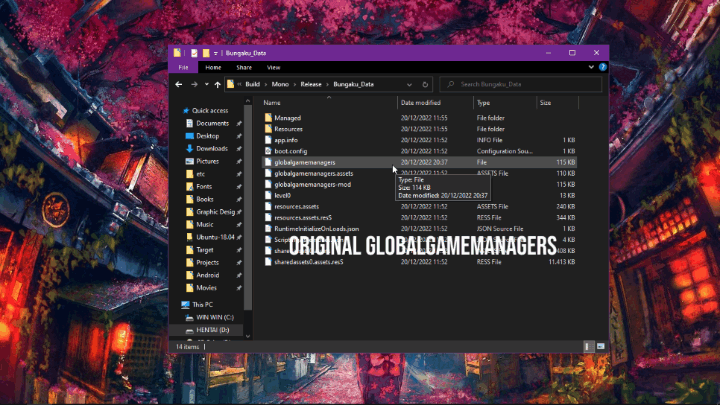 Bungaku_Data
File Home Share View
Build > Mono > Release > Bungaku_Data
Search Bungaku_Data
Name Date modified Type Size
Quick access
Documents
Desktop
Downloads
Pictures
etc
Fonts
Books
Graphic Desig
Music
Ubuntu-18.04
Target
Projects
Android
Movies
This PC
WIN WIN (C:)
HENTAI (D:)
Managed 20/12/2022 11:55 File folder
Resources 20/12/2022 11:55 File folder
app.info 20/12/2022 11:52 INFO File 1 KB
boot.config 20/12/2022 11:52 Configuration Sou... 1 KB
globalgamemanagers 20/12/2022 20:37 File 115 KB
globalgamemanagers.assets 20/12/2022 11:52 ASSETS File 110 KB
globalgamemanagers-mod 115 KB
level0 13 KB
resources.assets 20/12/2022 11:52 ASSETS File 240 KB
resources.assets.resS 20/12/2022 11:52 RESS File 344 KB
RuntimeInitializeOnLoads.json 20/12/2022 11:52 JSON Source File 1 KB
4 KB
408 KB
sharedassets0.assets.resS 20/12/2022 11:52 RESS File 11.413 KB
Type: File
Size: 114 KB
Date modified: 20/12/2022 20:37
ORIGINAL GLOBALGAMEMANAGERS
14 items